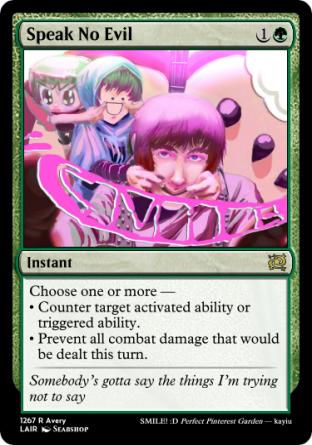 Speak No Evil 1
Instant
Choose one or more —
• Counter target activated ability or
triggered ability.
• Prevent all combat damage that would
be dealt this turn.
Somebody's gotta say the things I'm trying
not to say
1267 R Avery
LAIR SEABSHOP
SMILE! :D Perfect Pinterest Garden — kayiu